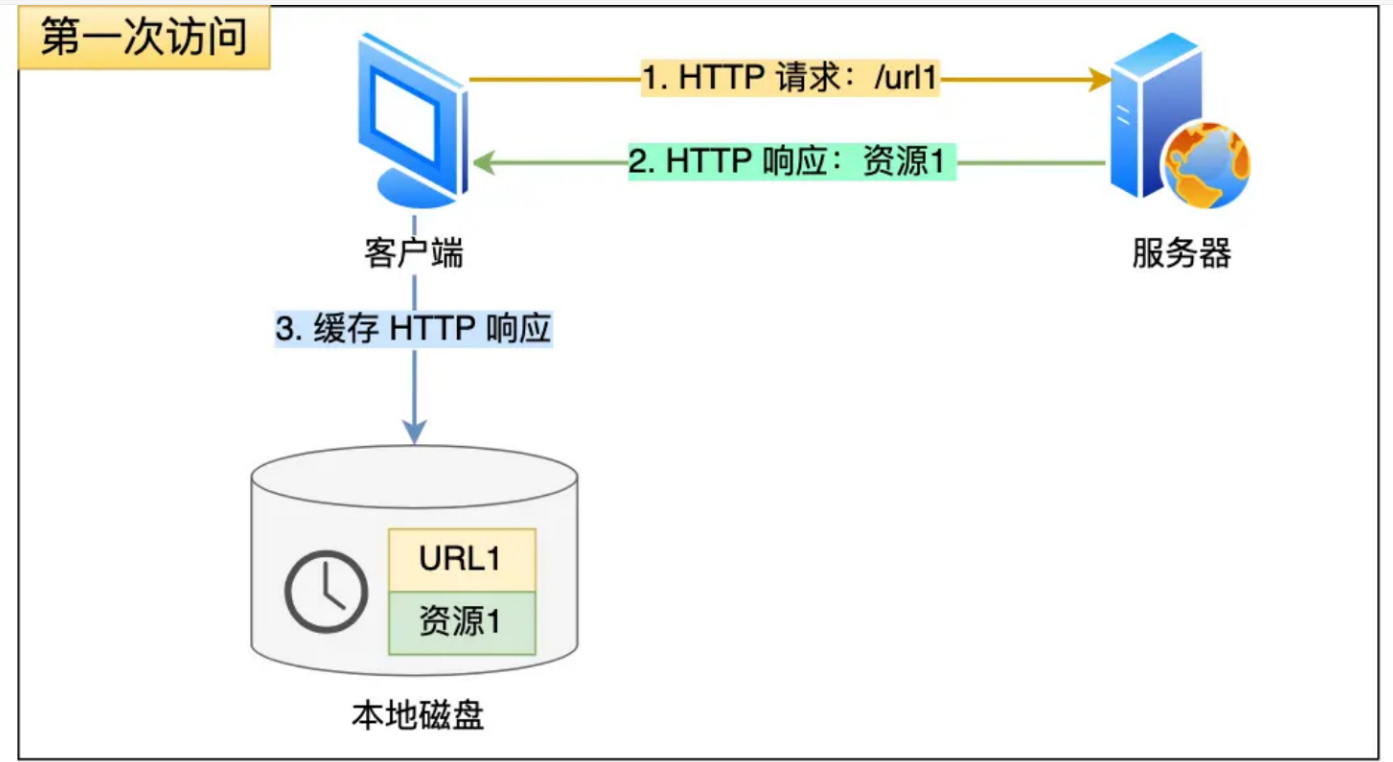 第一次访问
1. HTTP 请求：/url1
2. HTTP 响应：资源1
客户端
服务器
3. 缓存 HTTP 响应
URL1
资源1
本地磁盘